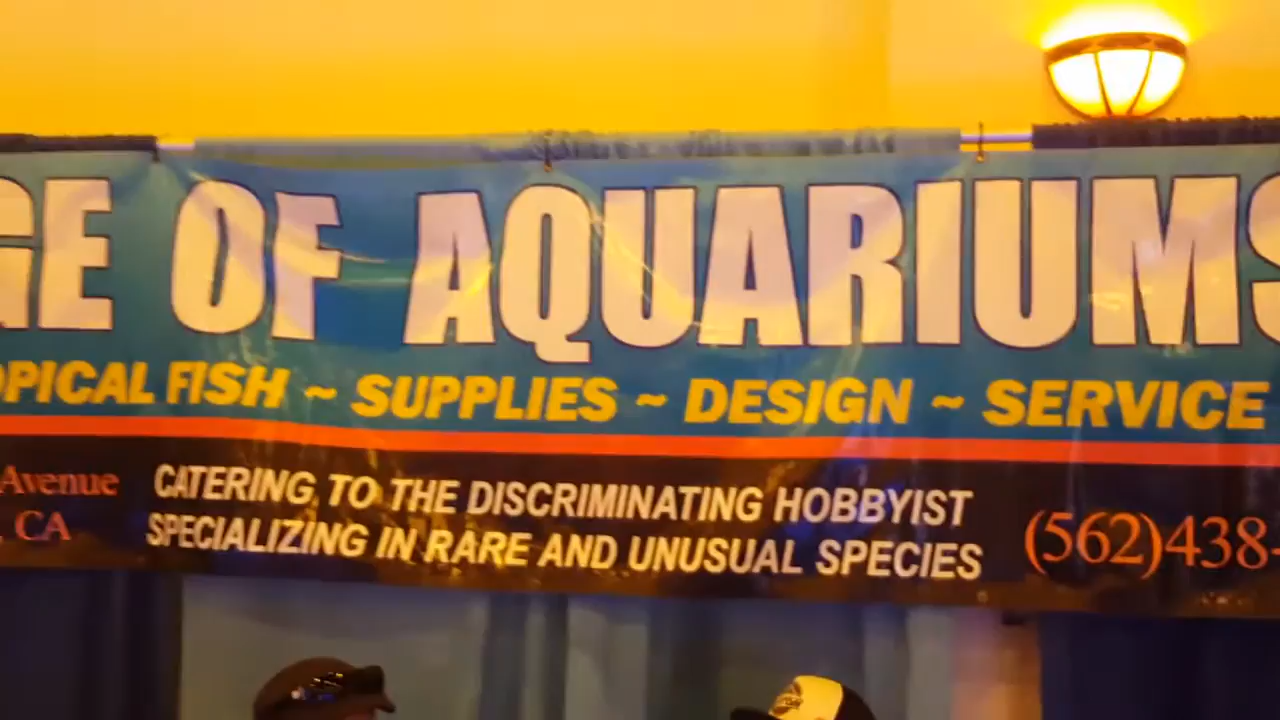 GE OF AQUARIUMS
OPICAL FISH ~ SUPPLIES ~ DESIGN ~ SERVICE
Avenue
, CA
CATERING TO THE DISCRIMINATING HOBBYIST
SPECIALIZING IN RARE AND UNUSUAL SPECIES
(562)438-